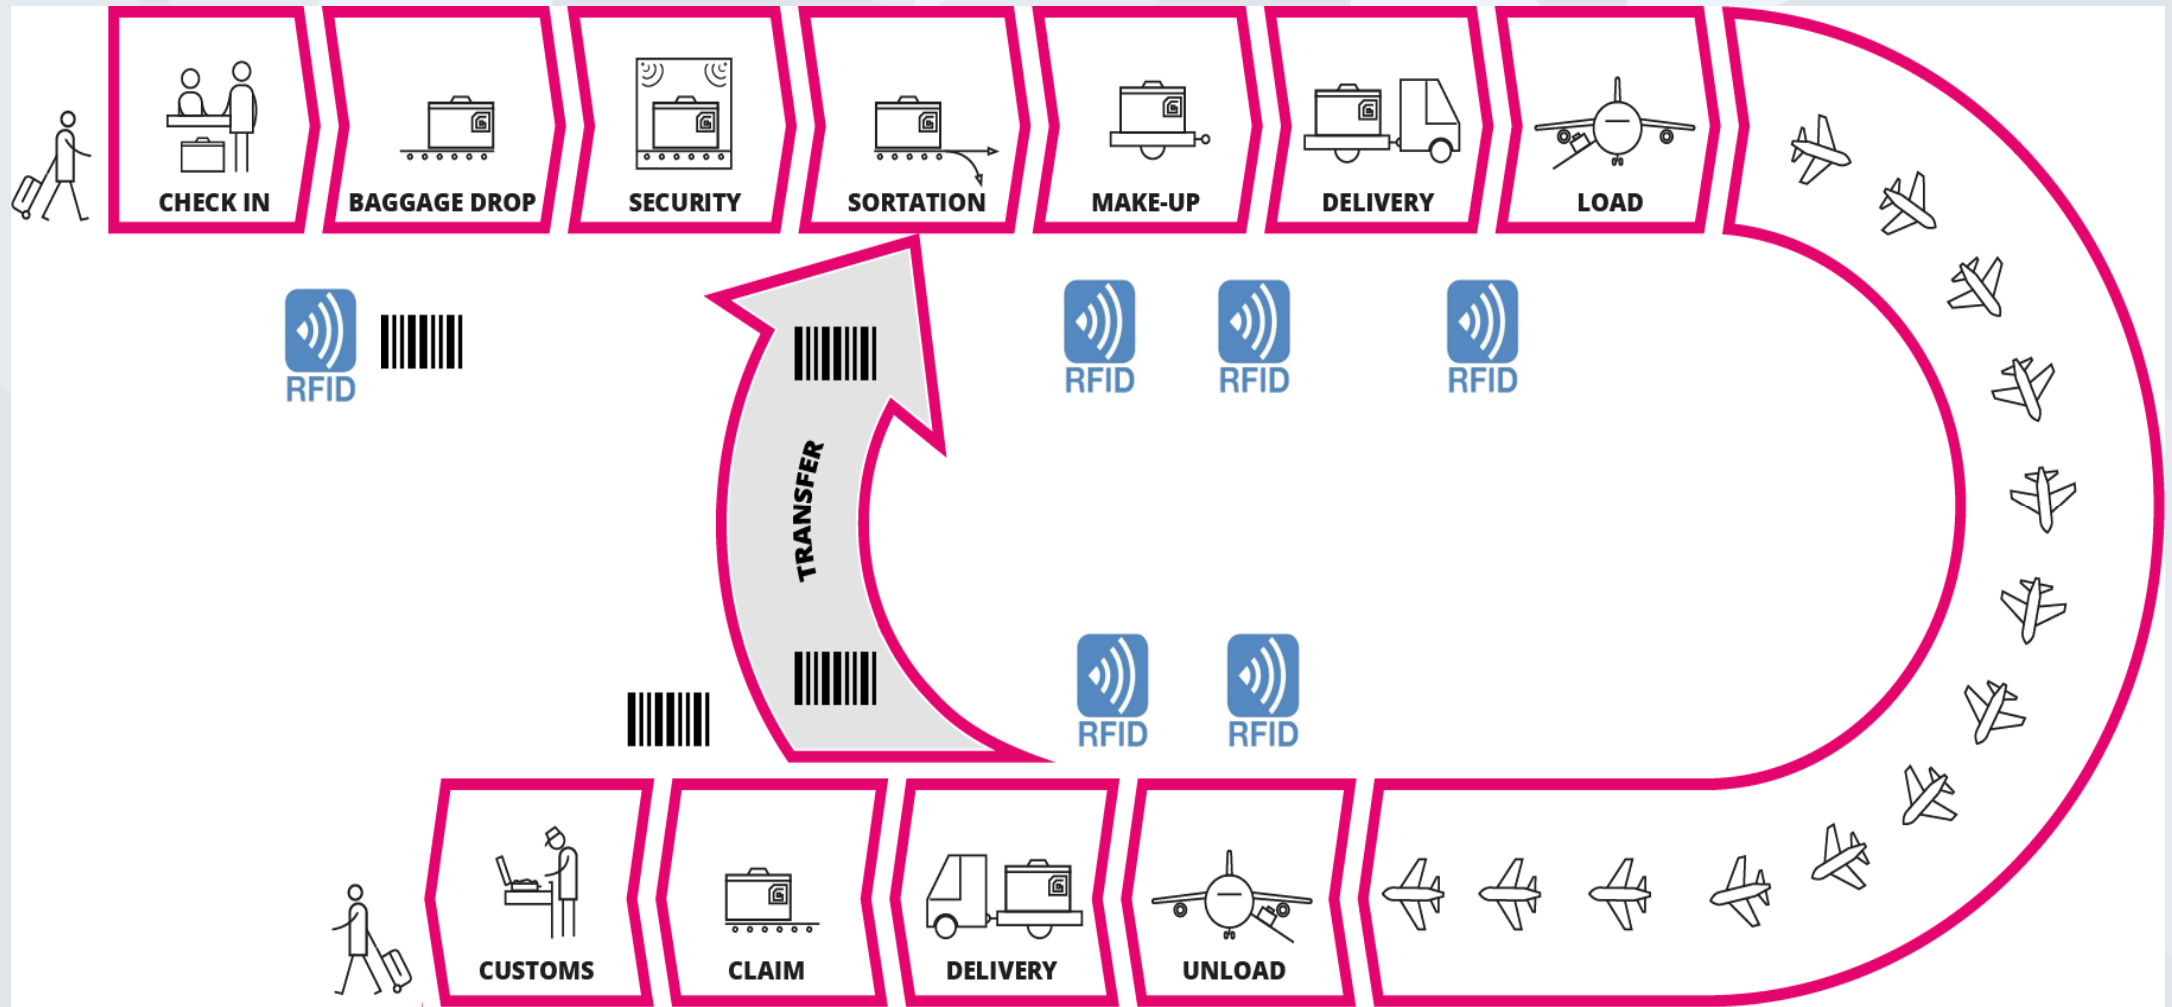 CHECK IN
BAGGAGE DROP
SECURITY
SORTATION
MAKE-UP
DELIVERY
LOAD
RFID
RFID
RFID
RFID
TRANSFER
RFID
RFID
CUSTOMS
CLAIM
DELIVERY
UNLOAD